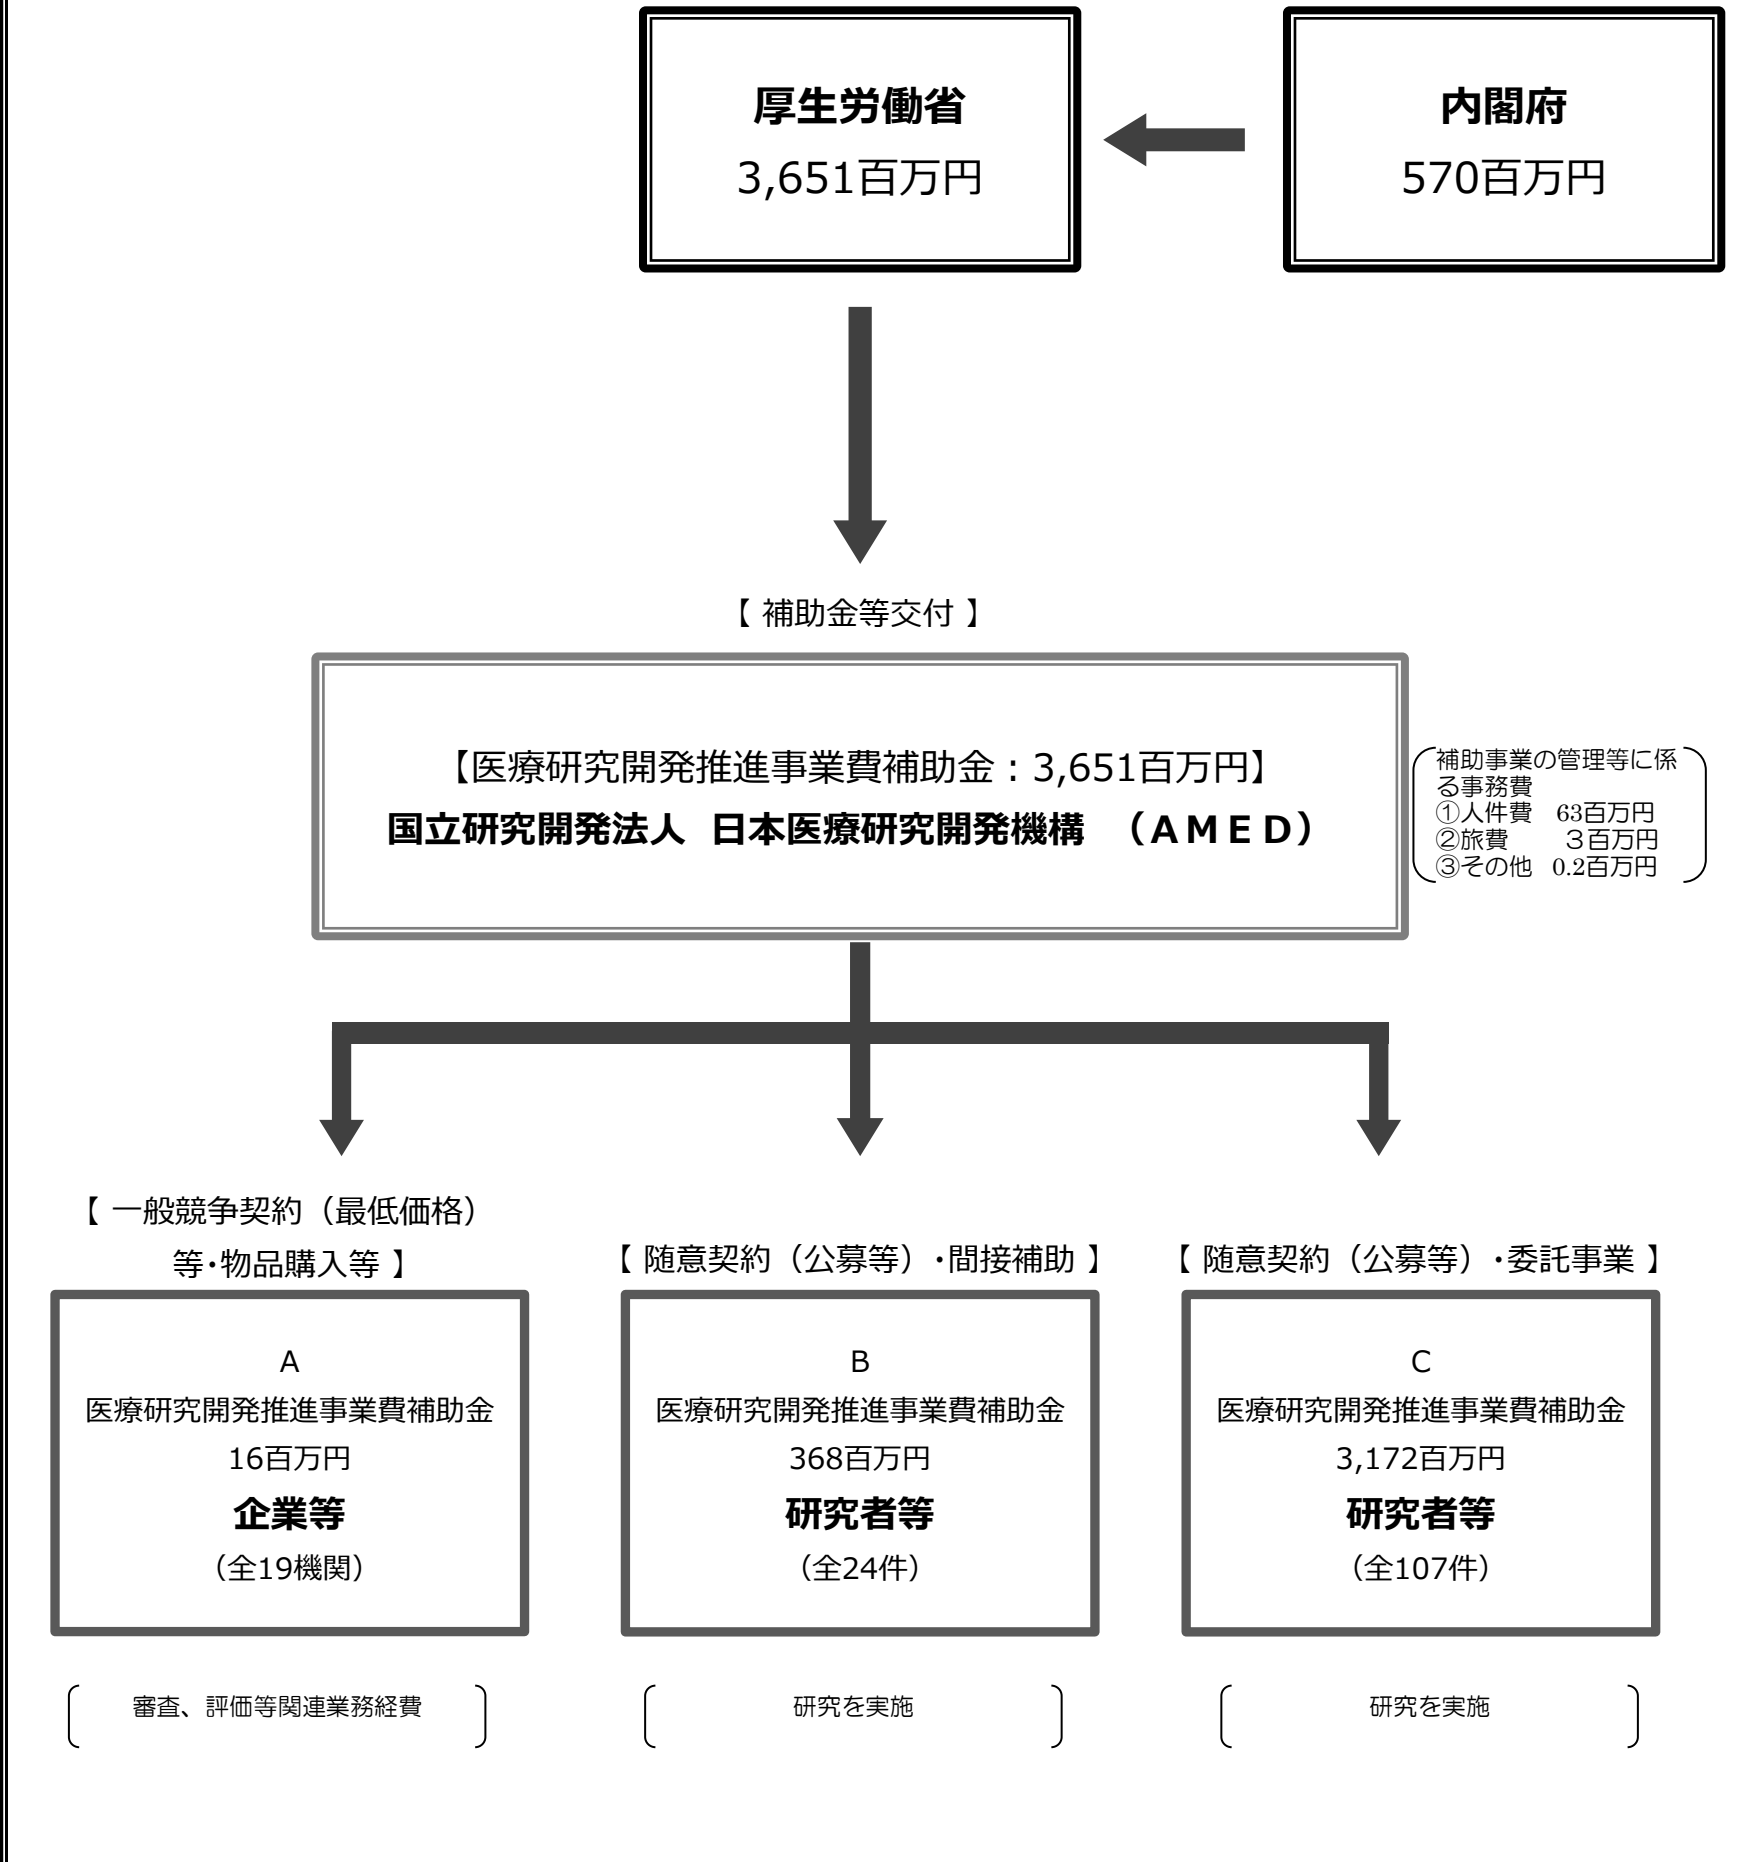 厚生労働省
3,651百万円
内閣府
570百万円
【 補助金等交付 】
【医療研究開発推進事業費補助金：3,651百万円】
国立研究開発法人 日本医療研究開発機構 （ＡＭＥＤ）
補助事業の管理等に係
る事務費
①人件費　63百万円
②旅費　　３百万円
③その他　0.2百万円
【 一般競争契約（最低価格）
等・物品購入等 】
【 随意契約（公募等）・間接補助 】
【 随意契約（公募等）・委託事業 】
A
医療研究開発推進事業費補助金
16百万円
企業等
（全19機関）
B
医療研究開発推進事業費補助金
368百万円
研究者等
（全24件）
C
医療研究開発推進事業費補助金
3,172百万円
研究者等
（全107件）
審査、評価等関連業務経費
研究を実施
研究を実施